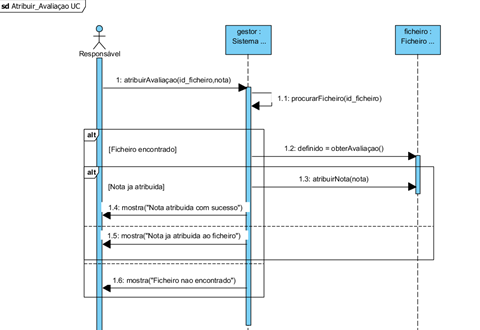 sd Atribuir_Avaliaçao UC
gestor :
Sistema ...
ficheiro :
Ficheiro ...
Responsável
1: atribuirAvaliaçao(id_ficheiro,nota)
1.1: procurarFicheiro(id_ficheiro)
alt
[Ficheiro encontrado]
1.2: definido = obterAvaliaçao()
alt
[Nota ja atribuida]
1.3: atribuirNota(nota)
1.4: mostra("Nota atribuida com sucesso")
1.5: mostra("Nota ja atribuida ao ficheiro")
1.6: mostra("Ficheiro nao encontrado")